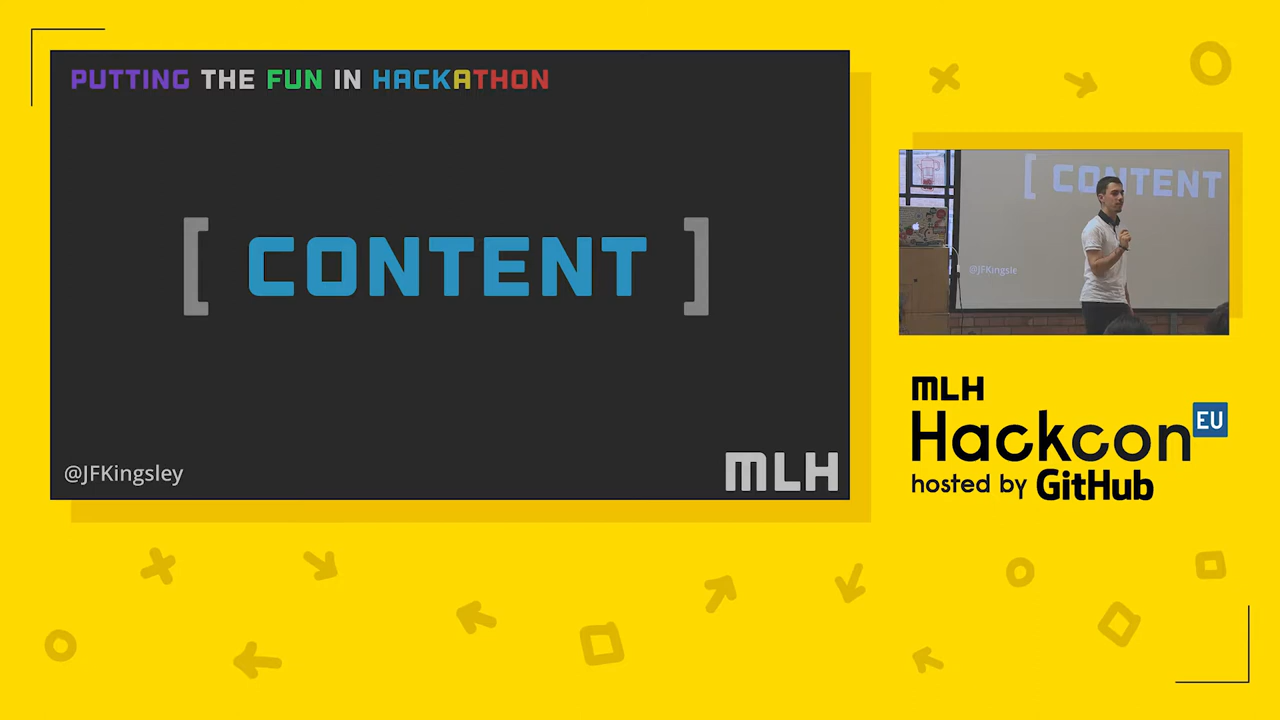 PUTTING THE FUN IN HACKATHON
[ CONTENT ]
@JFKingsley
MLH
[ CONTENT
@JFKingsle
MLH
Hackcon EU
hosted by GitHub